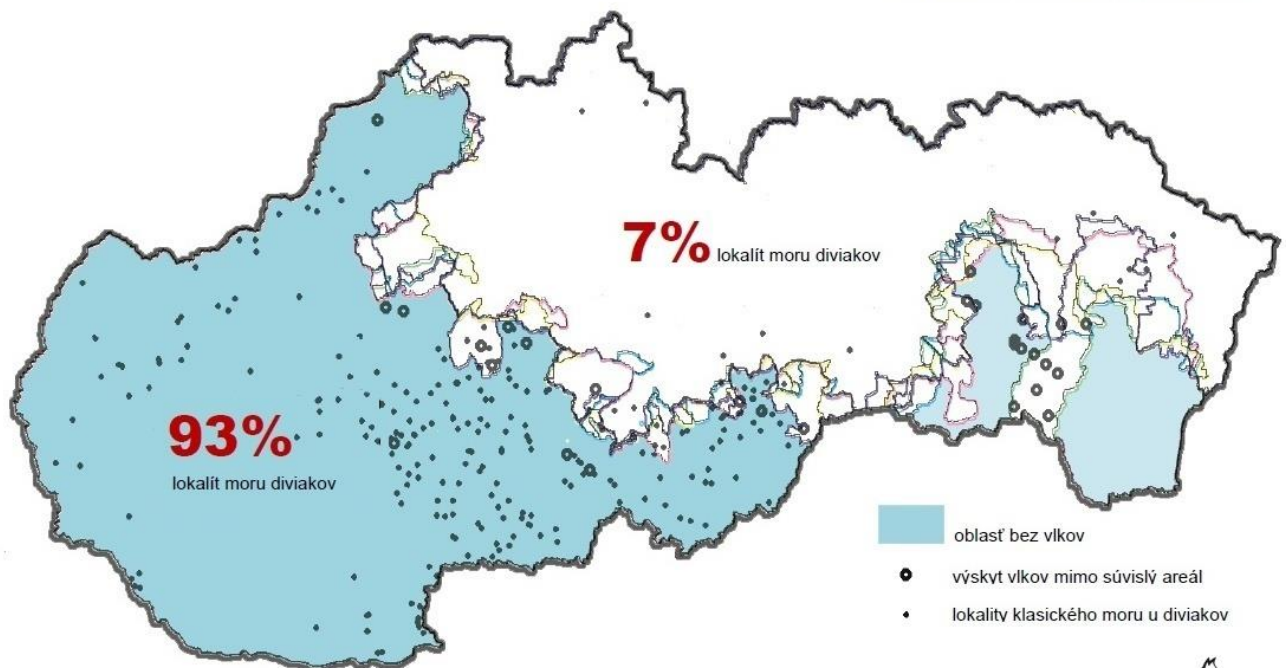 7% lokalít moru diviakov
93%
lokalít moru diviakov
oblasť bez vlkov
výskyt vlkov mimo súvislý areál
lokality klasického moru u diviakov